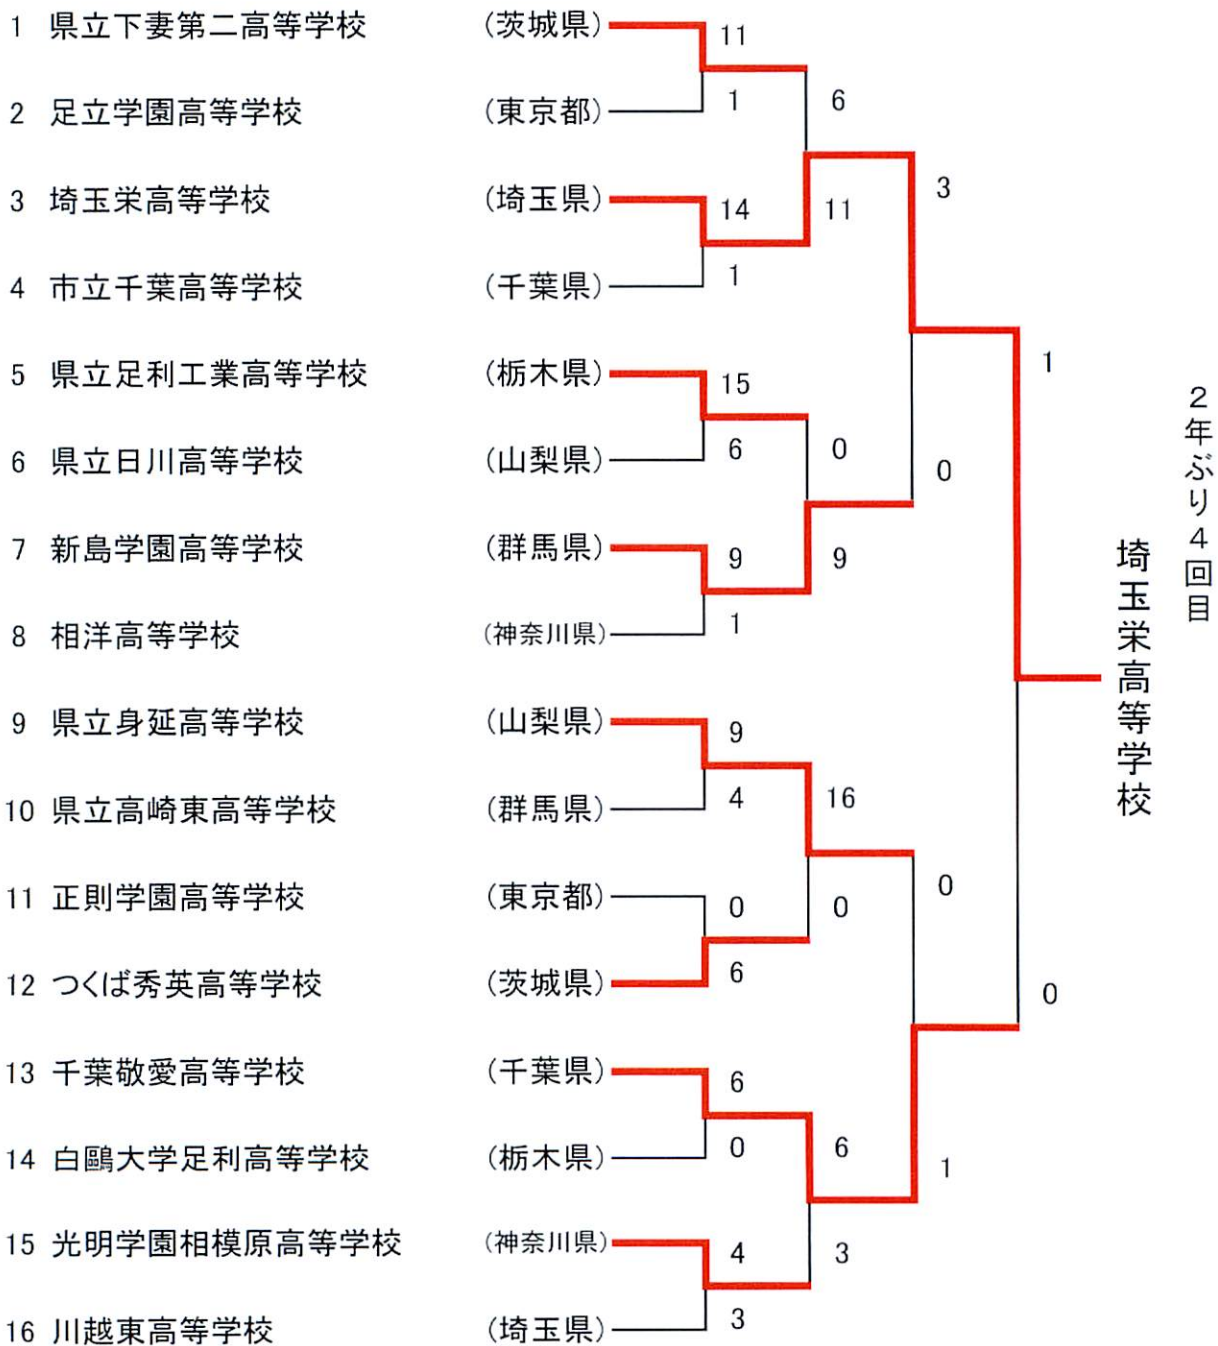 1 県立下妻第二高等学校 (茨城県) 11
2 足立学園高等学校 (東京都) 1 6
3 埼玉栄高等学校 (埼玉県) 14 11 3
4 市立千葉高等学校 (千葉県) 1
5 県立足利工業高等学校 (栃木県) 15 1
6 県立日川高等学校 (山梨県) 6 0 0
7 新島学園高等学校 (群馬県) 9 9
8 相洋高等学校 (神奈川県) 1
9 県立身延高等学校 (山梨県) 9
10 県立高崎東高等学校 (群馬県) 4 16
11 正則学園高等学校 (東京都) 0 0 0
12 つくば秀英高等学校 (茨城県) 6 0
13 千葉敬愛高等学校 (千葉県) 6
14 白鷗大学足利高等学校 (栃木県) 0 6 1
15 光明学園相模原高等学校 (神奈川県) 4 3
16 川越東高等学校 (埼玉県) 3
2年ぶり4回目
埼玉栄高等学校